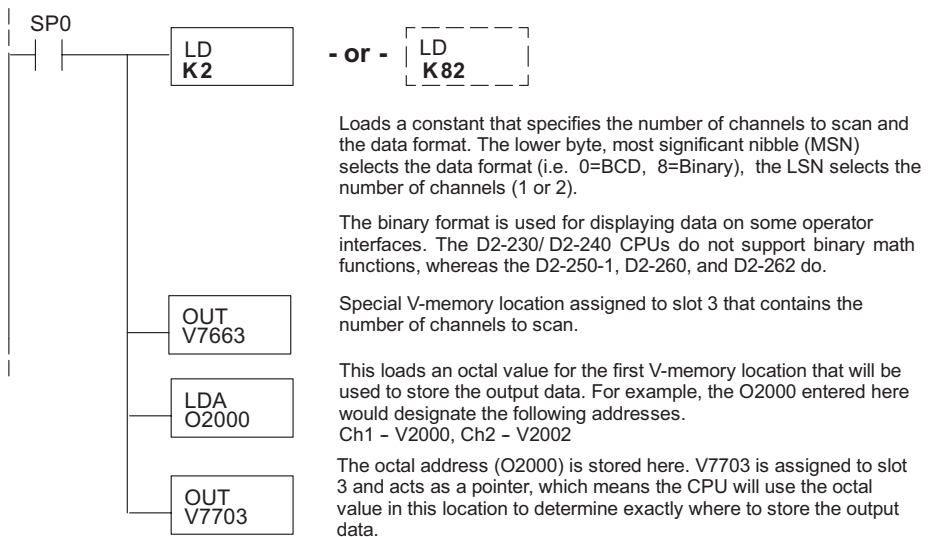 SP0
LD
K2
- or -
LD
K82
Loads a constant that specifies the number of channels to scan and
the data format. The lower byte, most significant nibble (MSN)
selects the data format (i.e. 0=BCD, 8=Binary), the LSN selects the
number of channels (1 or 2).
The binary format is used for displaying data on some operator
interfaces. The D2-230/ D2-240 CPUs do not support binary math
functions, whereas the D2-250-1, D2-260, and D2-262 do.
OUT
V7663
Special V-memory location assigned to slot 3 that contains the
number of channels to scan.
LDA
O2000
This loads an octal value for the first V-memory location that will be
used to store the output data. For example, the O2000 entered here
would designate the following addresses.
Ch1 – V2000, Ch2 – V2002
OUT
V7703
The octal address (O2000) is stored here. V7703 is assigned to slot
3 and acts as a pointer, which means the CPU will use the octal
value in this location to determine exactly where to store the output
data.